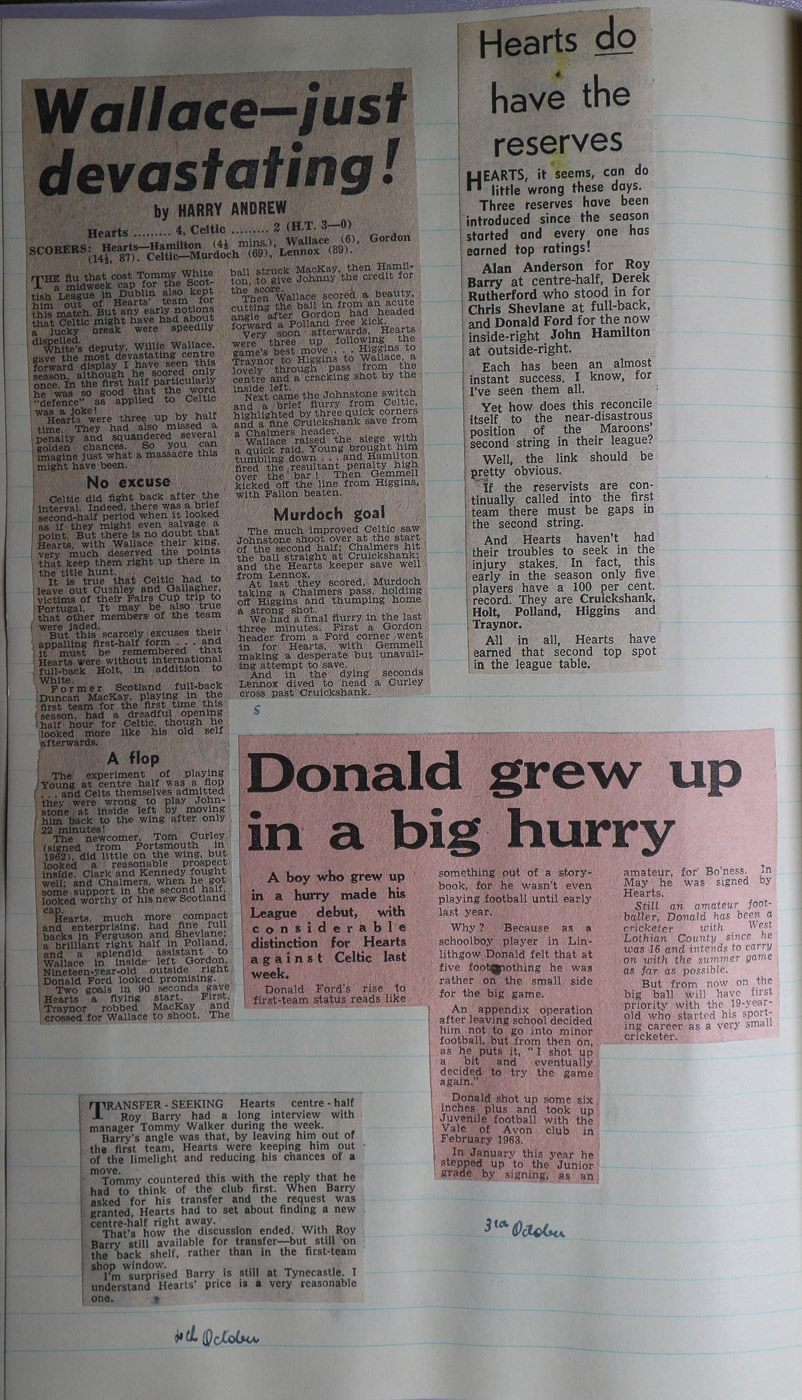 Wallace—just
devastating!
by HARRY ANDREW
Hearts ......... 4, Celtic ......... 2 (H.T. 3—0)
SCORERS: Hearts—Hamilton (4½ mins.), Wallace (6), Gordon
(14½, 87). Celtic—Murdoch (69), Lennox (89).
THE flu that cost Tommy White
a midweek cap for the Scot-
tish League in Dublin also kept
him out of Hearts' team for
this match. But any early notions
that Celtic might have had about
a lucky break were speedily
dispelled.
White's deputy, Willie Wallace,
gave the most devastating centre
forward display I have seen this
season, although he scored only
once. In the first half particularly
he was so good that the word
"defence" as applied to Celtic
was a joke!
Hearts were three up by half
time. They had also missed a
penalty and squandered several
golden chances. So you can
imagine just what a massacre this
might have been.
No excuse
Celtic did fight back after the
interval. Indeed, there was a brief
second-half period when it looked
as if they might even salvage a
point. But there is no doubt that
Hearts, with Wallace their king,
very much deserved the points
that keep them right up there in
the title hunt.
It is true that Celtic had to
leave out Cushley and Gallagher,
victims of their Fairs Cup trip to
Portugal. It may be also true
that other members of the team
were jaded.
But this scarcely excuses their
appalling first-half form . . . and
it must be remembered that
Hearts were without international
full-back Holt, in addition to
White.
Former Scotland full-back
Duncan MacKay, playing in the
first team for the first time this
season, had a dreadful opening
half hour for Celtic, though he
looked more like his old self
afterwards.
A flop
The experiment of playing
Young at centre half was a flop
. . . and Celts themselves admitted
they were wrong to play John-
stone at inside left by moving
him back to the wing after only
22 minutes!
The newcomer, Tom Curley
(signed from Portsmouth in
1962), did little on the wing, but
looked a reasonable prospect
inside. Clark and Kennedy fought
well; and Chalmers, when he got
some support in the second half,
looked worthy of his new Scotland
cap.
Hearts, much more compact
and enterprising, had fine full
backs in Ferguson and Shevlane;
a brilliant right half in Polland,
and a splendid assistant to
Wallace in inside left Gordon.
Nineteen-year-old outside right
Donald Ford looked promising.
Two goals in 90 seconds gave
Hearts a flying start. First,
Traynor robbed MacKay and
crossed for Wallace to shoot. The
ball struck MacKay, then Hamil-
ton, to give Johnny the credit for
the score.
Then Wallace scored a beauty,
cutting the ball in from an acute
angle after Gordon had headed
forward a Polland free kick.
Very soon afterwards, Hearts
were three up following the
game's best move . . . Higgins to
Traynor to Higgins to Wallace, a
lovely through pass from the
centre and a cracking shot by the
inside left.
Next came the Johnstone switch
and a brief flurry from Celtic,
highlighted by three quick corners
and a fine Cruickshank save from
a Chalmers header.
Wallace raised the siege with
a quick raid, Young brought him
tumbling down . . . and Hamilton
fired the resultant penalty high
over the bar! Then Gemmell
kicked off the line from Higgins,
with Fallon beaten.
Murdoch goal
The much improved Celtic saw
Johnstone shoot over at the start
of the second half; Chalmers hit
the ball straight at Cruickshank;
and the Hearts keeper save well
from Lennox.
At last they scored, Murdoch
taking a Chalmers pass, holding
off Higgins and thumping home
a strong shot.
We had a final flurry in the last
three minutes. First a Gordon
header from a Ford corner went
in for Hearts, with Gemmell
making a desperate but unavail-
ing attempt to save.
And in the dying seconds
Lennox dived to head a Curley
cross past Cruickshank.
S
Hearts do
have the
reserves
HEARTS, it seems, can do
little wrong these days.
Three reserves have been
introduced since the season
started and every one has
earned top ratings!
Alan Anderson for Roy
Barry at centre-half, Derek
Rutherford who stood in for
Chris Shevlane at full-back,
and Donald Ford for the now
inside-right John Hamilton
at outside-right.
Each has been an almost
instant success. I know, for
I've seen them all.
Yet how does this reconcile
itself to the near-disastrous
position of the Maroons'
second string in their league?
Well, the link should be
pretty obvious.
If the reservists are con-
tinually called into the first
team there must be gaps in
the second string.
And Hearts haven't had
their troubles to seek in the
injury stakes. In fact, this
early in the season only five
players have a 100 per cent.
record. They are Cruickshank,
Holt, Polland, Higgins and
Traynor.
All in all, Hearts have
earned that second top spot
in the league table.
Donald grew up
in a big hurry
A boy who grew up
in a hurry made his
League debut, with
considerable
distinction for Hearts
against Celtic last
week.
Donald Ford's rise to
first-team status reads like
something out of a story-
book, for he wasn't even
playing football until early
last year.
Why? Because as a
schoolboy player in Lin-
lithgow Donald felt that at
five foot nothing he was
rather on the small side
for the big game.
An appendix operation
after leaving school decided
him not to go into minor
football, but from then on,
as he puts it, "I shot up
a bit and eventually
decided to try the game
again."
Donald shot up some six
inches plus and took up
Juvenile football with the
Vale of Avon club in
February 1963.
In January this year he
stepped up to the Junior
grade by signing, as an
amateur, for Bo'ness. In
May he was signed by
Hearts.
Still an amateur foot-
baller, Donald has been a
cricketer with West
Lothian County since he
was 16 and intends to carry
on with the summer game
as far as possible.
But from now on the
big ball will have first
priority with the 19-year-
old who started his sport-
ing career as a very small
cricketer.
3rd October
TRANSFER-SEEKING Hearts centre-half
Roy Barry had a long interview with
manager Tommy Walker during the week.
Barry's angle was that, by leaving him out of
the first team, Hearts were keeping him out
of the limelight and reducing his chances of a
move.
Tommy countered this with the reply that he
had to think of the club first. When Barry
asked for his transfer and the request was
granted, Hearts had to set about finding a new
centre-half right away.
That's how the discussion ended. With Roy
Barry still available for transfer—but still on
the back shelf, rather than in the first-team
shop window.
I'm surprised Barry is still at Tynecastle. I
understand Hearts' price is a very reasonable
one.
October